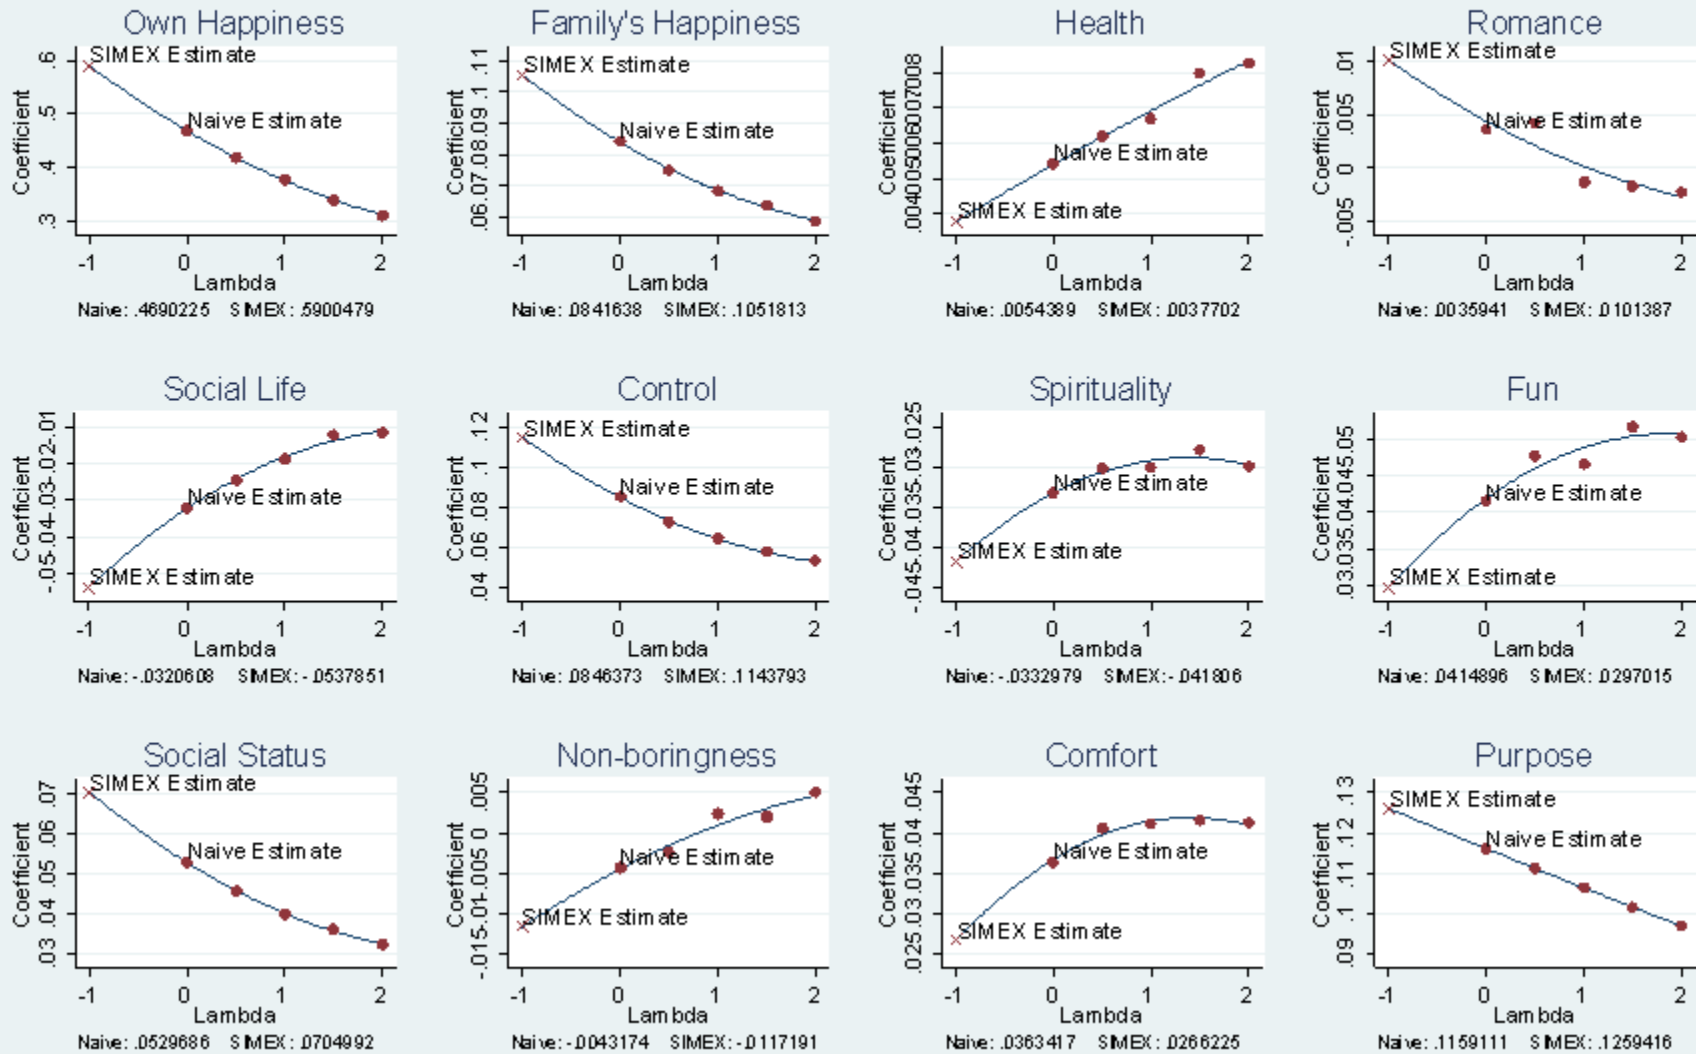 Own Happiness
Coefficient
.6
.5
.4
.3
SIMEX Estimate
Naive Estimate
-1 0 1 2
Lambda
Naive: .4690225 SIMEX: .5900479
Family's Happiness
Coefficient
.06.07.08.09 .1 .11
SIMEX Estimate
Naive Estimate
-1 0 1 2
Lambda
Naive: .0841638 SIMEX: .1051813
Health
Coefficient
.004.005.006.007.008
SIMEX Estimate
Naive Estimate
-1 0 1 2
Lambda
Naive: .0054389 SIMEX: .0037702
Romance
Coefficient
-.005 0 .005 .01
SIMEX Estimate
Naive Estimate
-1 0 1 2
Lambda
Naive: .0035941 SIMEX: .0101387
Social Life
Coefficient
-.05-.04-.03-.02-.01
SIMEX Estimate
Naive Estimate
-1 0 1 2
Lambda
Naive: -.0320608 SIMEX: -.0537851
Control
Coefficient
.04 .06 .08 .1 .12
SIMEX Estimate
Naive Estimate
-1 0 1 2
Lambda
Naive: .0846373 SIMEX: .1143793
Spirituality
Coefficient
-.045-.04-.035-.03-.025
SIMEX Estimate
Naive Estimate
-1 0 1 2
Lambda
Naive: -.0332979 SIMEX: -.041806
Fun
Coefficient
.03.035.04.045.05
SIMEX Estimate
Naive Estimate
-1 0 1 2
Lambda
Naive: .0414896 SIMEX: .0297015
Social Status
Coefficient
.03 .04 .05 .06 .07
SIMEX Estimate
Naive Estimate
-1 0 1 2
Lambda
Naive: .0529686 SIMEX: .0704992
Non-boringness
Coefficient
-.015-.01-.005 0 .005
SIMEX Estimate
Naive Estimate
-1 0 1 2
Lambda
Naive: -.0043174 SIMEX: -.0117191
Comfort
Coefficient
.025.03.035.04.045
SIMEX Estimate
Naive Estimate
-1 0 1 2
Lambda
Naive: .0363417 SIMEX: .0266225
Purpose
Coefficient
.09 .1 .11 .12 .13
SIMEX Estimate
Naive Estimate
-1 0 1 2
Lambda
Naive: .1159111 SIMEX: .1259416